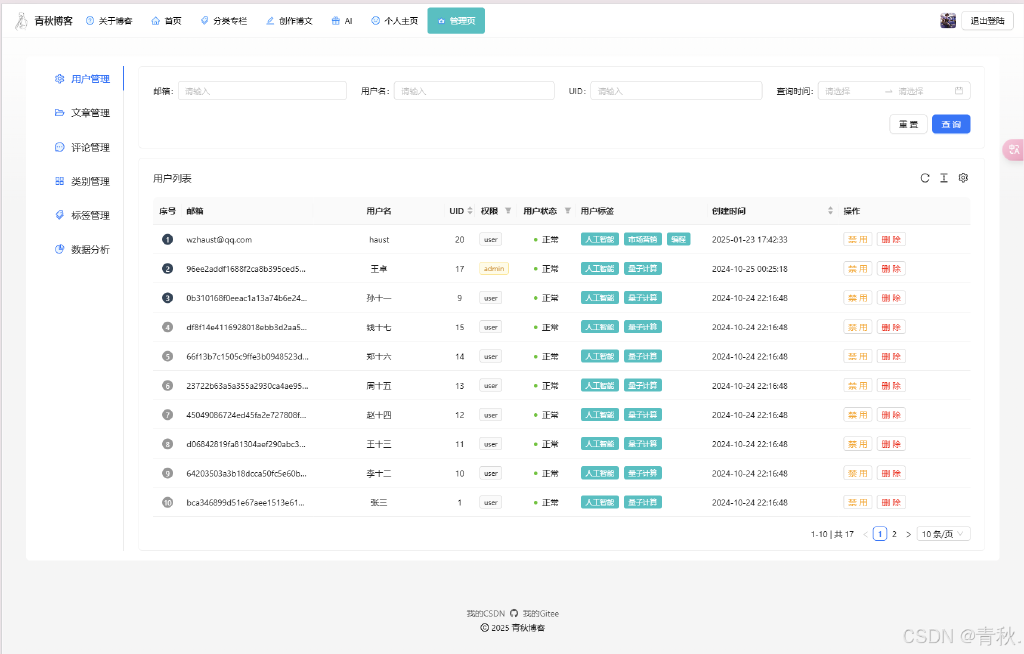 青秋博客 关于博客 首页 分类专栏 创作博文 AI 个人主页 管理页 退出登陆
用户管理
文章管理
评论管理
类别管理
标签管理
数据分析
邮箱: 请输入 用户名: 请输入 UID: 请输入 查询时间: 请选择 → 请选择
重 置 查 询
用户列表
序号 邮箱 用户名 UID 权限 用户状态 用户标签 创建时间 操作
1 wzhaust@qq.com haust 20 user 正常 人工智能 市场营销 编程 2025-01-23 17:42:33 禁 用 删 除
2 96ee2addf1688f2ca8b395ced5... 王卓 17 admin 正常 人工智能 量子计算 2024-10-25 00:25:18 禁 用 删 除
3 0b310168f0eeac1a13a74b6e24... 孙十一 9 user 正常 人工智能 量子计算 2024-10-24 22:16:48 禁 用 删 除
4 df8f14e4116928018ebb3d2aa5... 钱十七 15 user 正常 人工智能 量子计算 2024-10-24 22:16:48 禁 用 删 除
5 66f13b7c1505c9ffe3b0948523d... 郑十六 14 user 正常 人工智能 量子计算 2024-10-24 22:16:48 禁 用 删 除
6 23722b63a5a355a2930ca4ae95... 周十五 13 user 正常 人工智能 量子计算 2024-10-24 22:16:48 禁 用 删 除
7 45049086724ed45fa2e727808f... 赵十四 12 user 正常 人工智能 量子计算 2024-10-24 22:16:48 禁 用 删 除
8 d06842819fa81304aef290abc3... 王十三 11 user 正常 人工智能 量子计算 2024-10-24 22:16:48 禁 用 删 除
9 64203503a3b18dcca50fc5e60b... 李十二 10 user 正常 人工智能 量子计算 2024-10-24 22:16:48 禁 用 删 除
10 bca346899d51e67aee1513e61... 张三 1 user 正常 人工智能 量子计算 2024-10-24 22:16:48 禁 用 删 除
1-10 | 共 17 < 1 2 > 10 条/页
我的CSDN 我的Gitee
© 2025 青秋博客
CSDN @青秋.